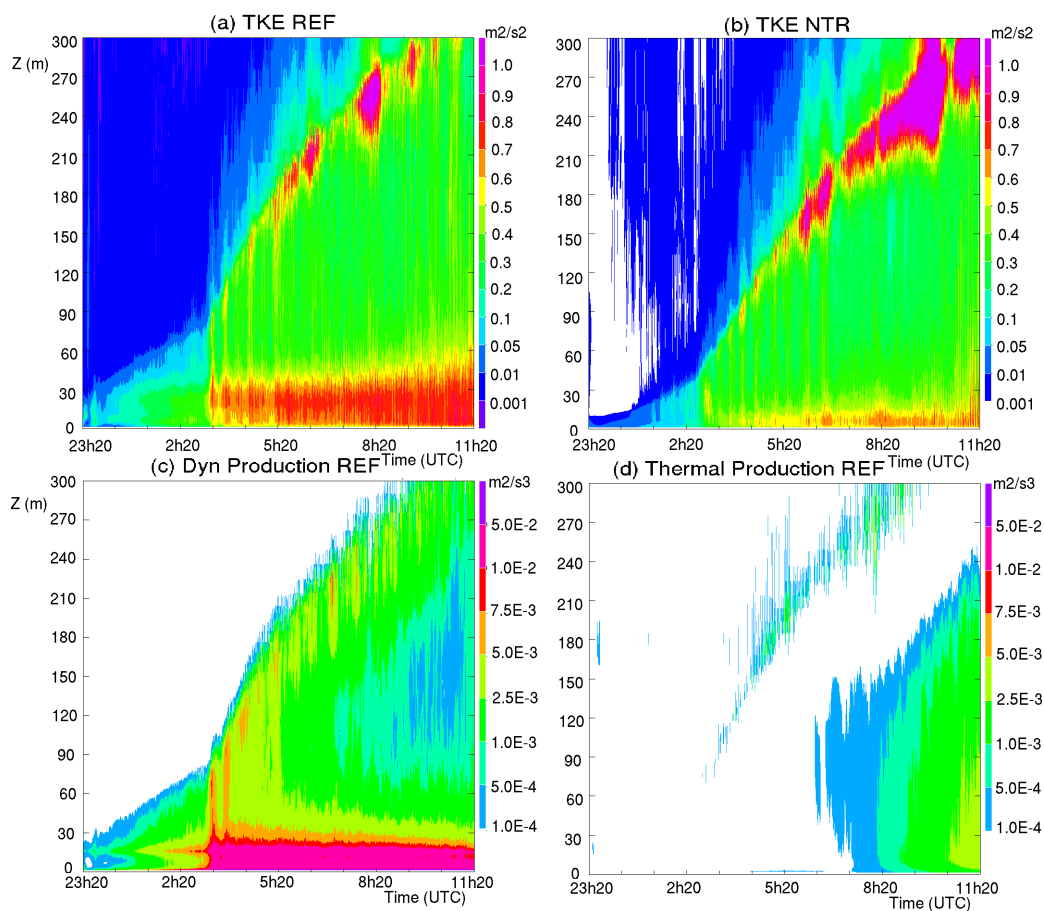 (a) TKE REF
(b) TKE NTR
m2/s2
m2/s2
Z (m)
300
270
240
210
180
150
120
90
60
30
0
1.0
0.9
0.8
0.7
0.6
0.5
0.4
0.3
0.2
0.1
0.05
0.01
0.001
300
270
240
210
180
150
120
90
60
30
0
1.0
0.9
0.8
0.7
0.6
0.5
0.4
0.3
0.2
0.1
0.05
0.01
0.001
23h20 2h20 5h20 8h20 11h20
23h20 2h20 5h20 8h20 11h20
Time (UTC)
Time (UTC)
(c) Dyn Production REF
(d) Thermal Production REF
m2/s3
m2/s3
Z (m)
300
270
240
210
180
150
120
90
60
30
0
5.0E-2
1.0E-2
7.5E-3
5.0E-3
2.5E-3
1.0E-3
5.0E-4
1.0E-4
300
270
240
210
180
150
120
90
60
30
0
5.0E-2
1.0E-2
7.5E-3
5.0E-3
2.5E-3
1.0E-3
5.0E-4
1.0E-4
23h20 2h20 5h20 8h20 11h20
23h20 2h20 5h20 8h20 11h20
Time (UTC)
Time (UTC)